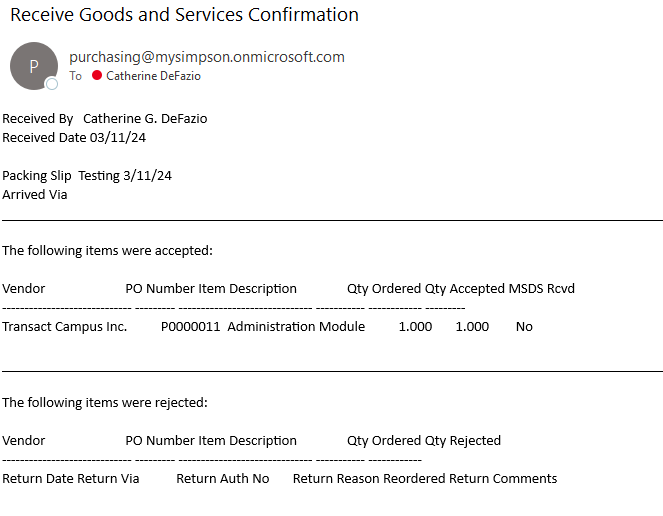 Receive Goods and Services Confirmation
P
purchasing@mysimpson.onmicrosoft.com
To Catherine DeFazio
Received By Catherine G. DeFazio
Received Date 03/11/24
Packing Slip Testing 3/11/24
Arrived Via
The following items were accepted:
Vendor PO Number Item Description Qty Ordered Qty Accepted MSDS Rcvd
------------------------------ --------- ------------------------------- ----------- ------------ ---------
Transact Campus Inc. P0000011 Administration Module 1.000 1.000 No
The following items were rejected:
Vendor PO Number Item Description Qty Ordered Qty Rejected
------------------------------ --------- ------------------------------- ----------- ------------
Return Date Return Via Return Auth No Return Reason Reordered Return Comments